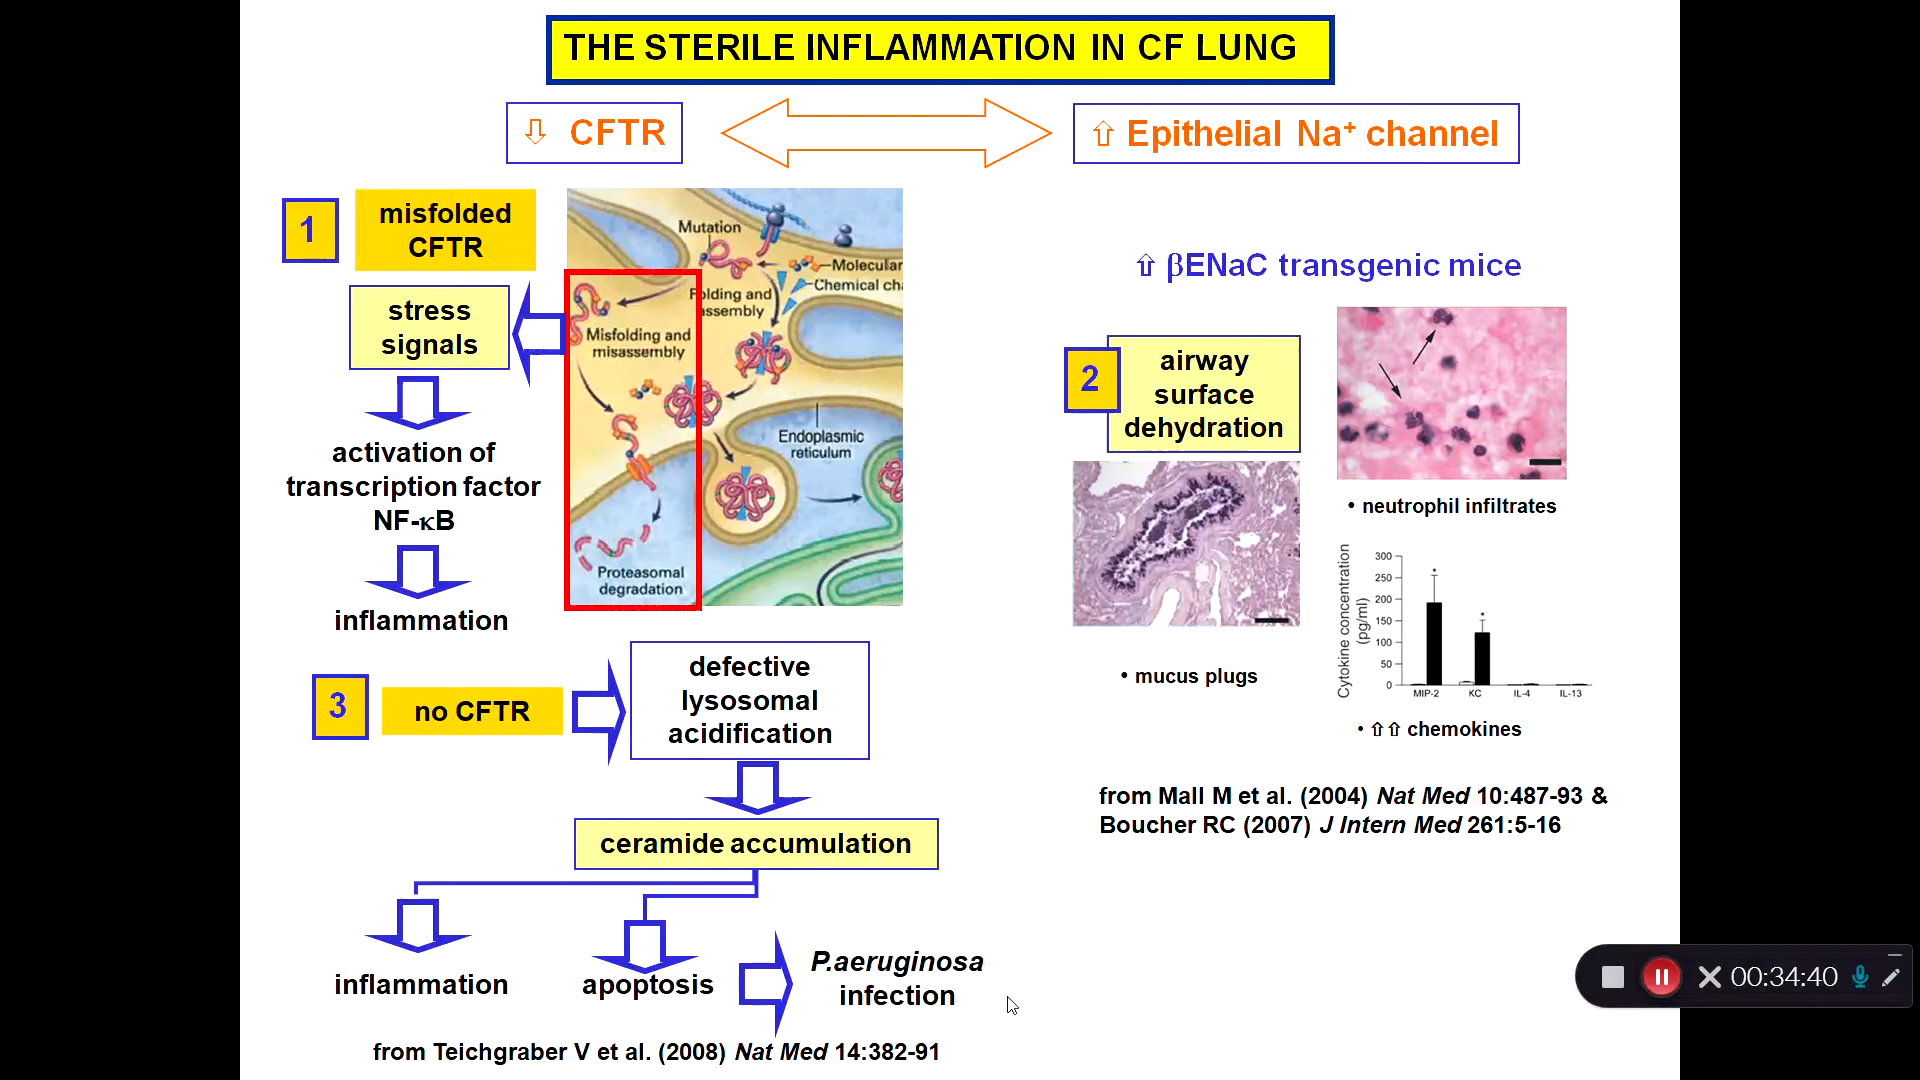 THE STERILE INFLAMMATION IN CF LUNG
⇩ CFTR
⇧ Epithelial Na⁺ channel
1
misfolded
CFTR
stress
signals
activation of
transcription factor
NF-κB
inflammation
Mutation
Molecular
Chemical ch
Folding and
assembly
Misfolding and
misassembly
Endoplasmic
reticulum
Proteasomal
degradation
⇧ βENaC transgenic mice
2
airway
surface
dehydration
• mucus plugs
• neutrophil infiltrates
Cytokine concentration
(pg/ml)
300
250
200
150
100
50
0
* *
MIP-2 KC IL-4 IL-13
• ⇧⇧ chemokines
from Mall M et al. (2004) Nat Med 10:487-93 &
Boucher RC (2007) J Intern Med 261:5-16
3
no CFTR
defective
lysosomal
acidification
ceramide accumulation
inflammation
apoptosis
P.aeruginosa
infection
from Teichgraber V et al. (2008) Nat Med 14:382-91
00:34:40